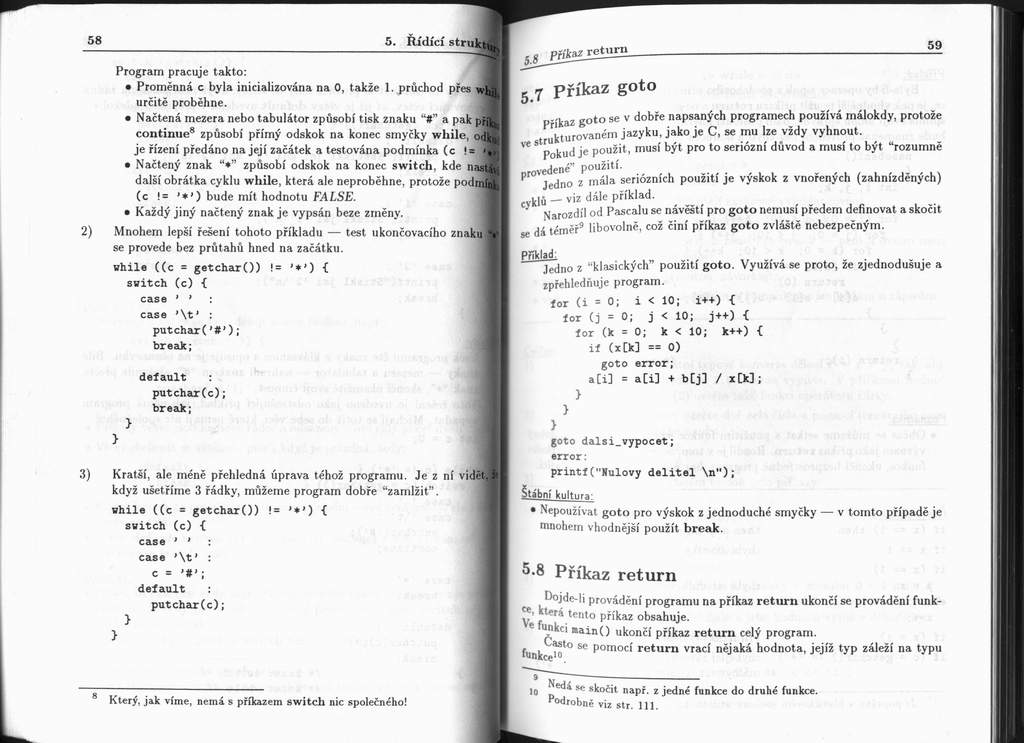 58
5. Řídící struktury
Program pracuje takto:
• Proměnná c byla inicializována na 0, takže 1. průchod přes while
určitě proběhne.
• Načtená mezera nebo tabulátor způsobí tisk znaku “#” a pak
continue⁸ způsobí přímý odskok na konec smyčky while,
je řízení předáno na její začátek a testována podmínka (c !=
• Načtený znak “*” způsobí odskok na konec switch, kde
další obrátka cyklu while, která ale neproběhne, protože
(c != '*') bude mít hodnotu FALSE.
• Každý jiný načtený znak je vypsán beze změny.
2) Mnohem lepší řešení tohoto příkladu — test ukončovacího znaku “*”
se provede bez průtahů hned na začátku.
while ((c = getchar()) != '*') {
switch (c) {
case ' ' :
case '\t' :
putchar('#');
break;
default :
putchar(c);
break;
}
}
3) Kratší, ale méně přehledná úprava téhož programu. Je z ní vidět,
když ušetříme 3 řádky, můžeme program dobře “zamlžit”.
while ((c = getchar()) != '*') {
switch (c) {
case ' ' :
case '\t' :
c = '#';
default :
putchar(c);
}
}
⁸ Který, jak víme, nemá s příkazem switch nic společného!
5.8 Příkaz return
59
5.7 Příkaz goto
Příkaz goto se v dobře napsaných programech používá málokdy, protože
ve strukturovaném jazyku, jako je C, se mu lze vždy vyhnout.
Pokud je použit, musí být pro to seriózní důvod a musí to být “rozumně
provedené” použití.
Jedno z mála seriózních použití je výskok z vnořených (zahnízděných)
cyklů — viz dále příklad.
Narozdíl od Pascalu se návěští pro goto nemusí předem definovat a skočit
se dá téměř⁹ libovolně, což činí příkaz goto zvláště nebezpečným.
Příklad:
Jedno z “klasických” použití goto. Využívá se proto, že zjednodušuje a
zpřehledňuje program.
for (i = 0; i < 10; i++) {
for (j = 0; j < 10; j++) {
for (k = 0; k < 10; k++) {
if (x[k] == 0)
goto error;
a[i] = a[i] + b[j] / x[k];
}
}
}
goto dalsi_vypocet;
error:
printf("Nulovy delitel \n");
Štábní kultura:
• Nepoužívat goto pro výskok z jednoduché smyčky — v tomto případě je
mnohem vhodnější použít break.
5.8 Příkaz return
Dojde-li provádění programu na příkaz return ukončí se provádění funk-
ce, která tento příkaz obsahuje.
Ve funkci main() ukončí příkaz return celý program.
Často se pomocí return vrací nějaká hodnota, jejíž typ záleží na typu
funkce¹⁰.
⁹ Nedá se skočit např. z jedné funkce do druhé funkce.
¹⁰ Podrobně viz str. 111.